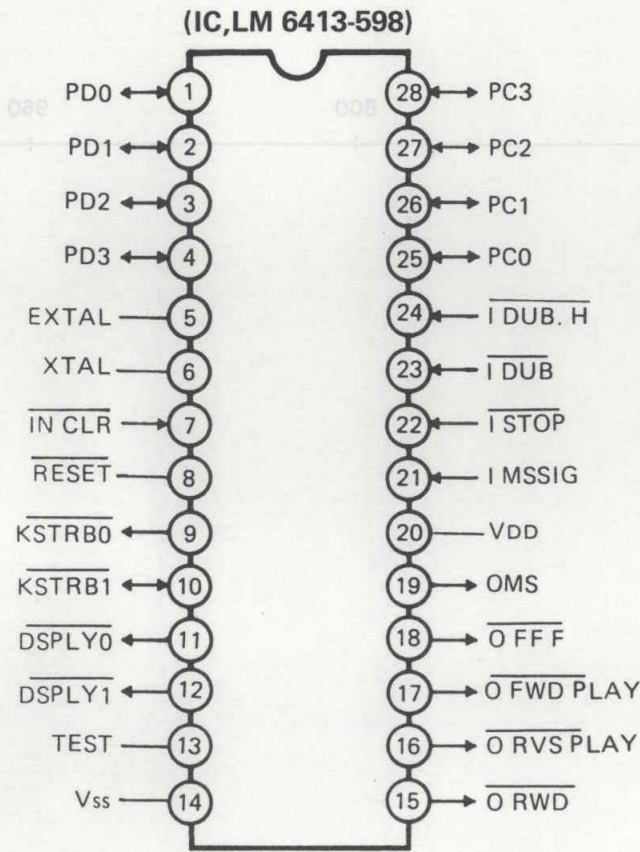 (IC,LM 6413-598)
PD0 1 28 PC3
PD1 2 27 PC2
PD2 3 26 PC1
PD3 4 25 PC0
EXTAL 5 24 I DUB. H
XTAL 6 23 I DUB
IN CLR 7 22 I STOP
RESET 8 21 I MSSIG
KSTRB0 9 20 VDD
KSTRB1 10 19 OMS
DSPLY0 11 18 O FF F
DSPLY1 12 17 O FWD PLAY
TEST 13 16 O RVS PLAY
Vss 14 15 O RWD
960 800